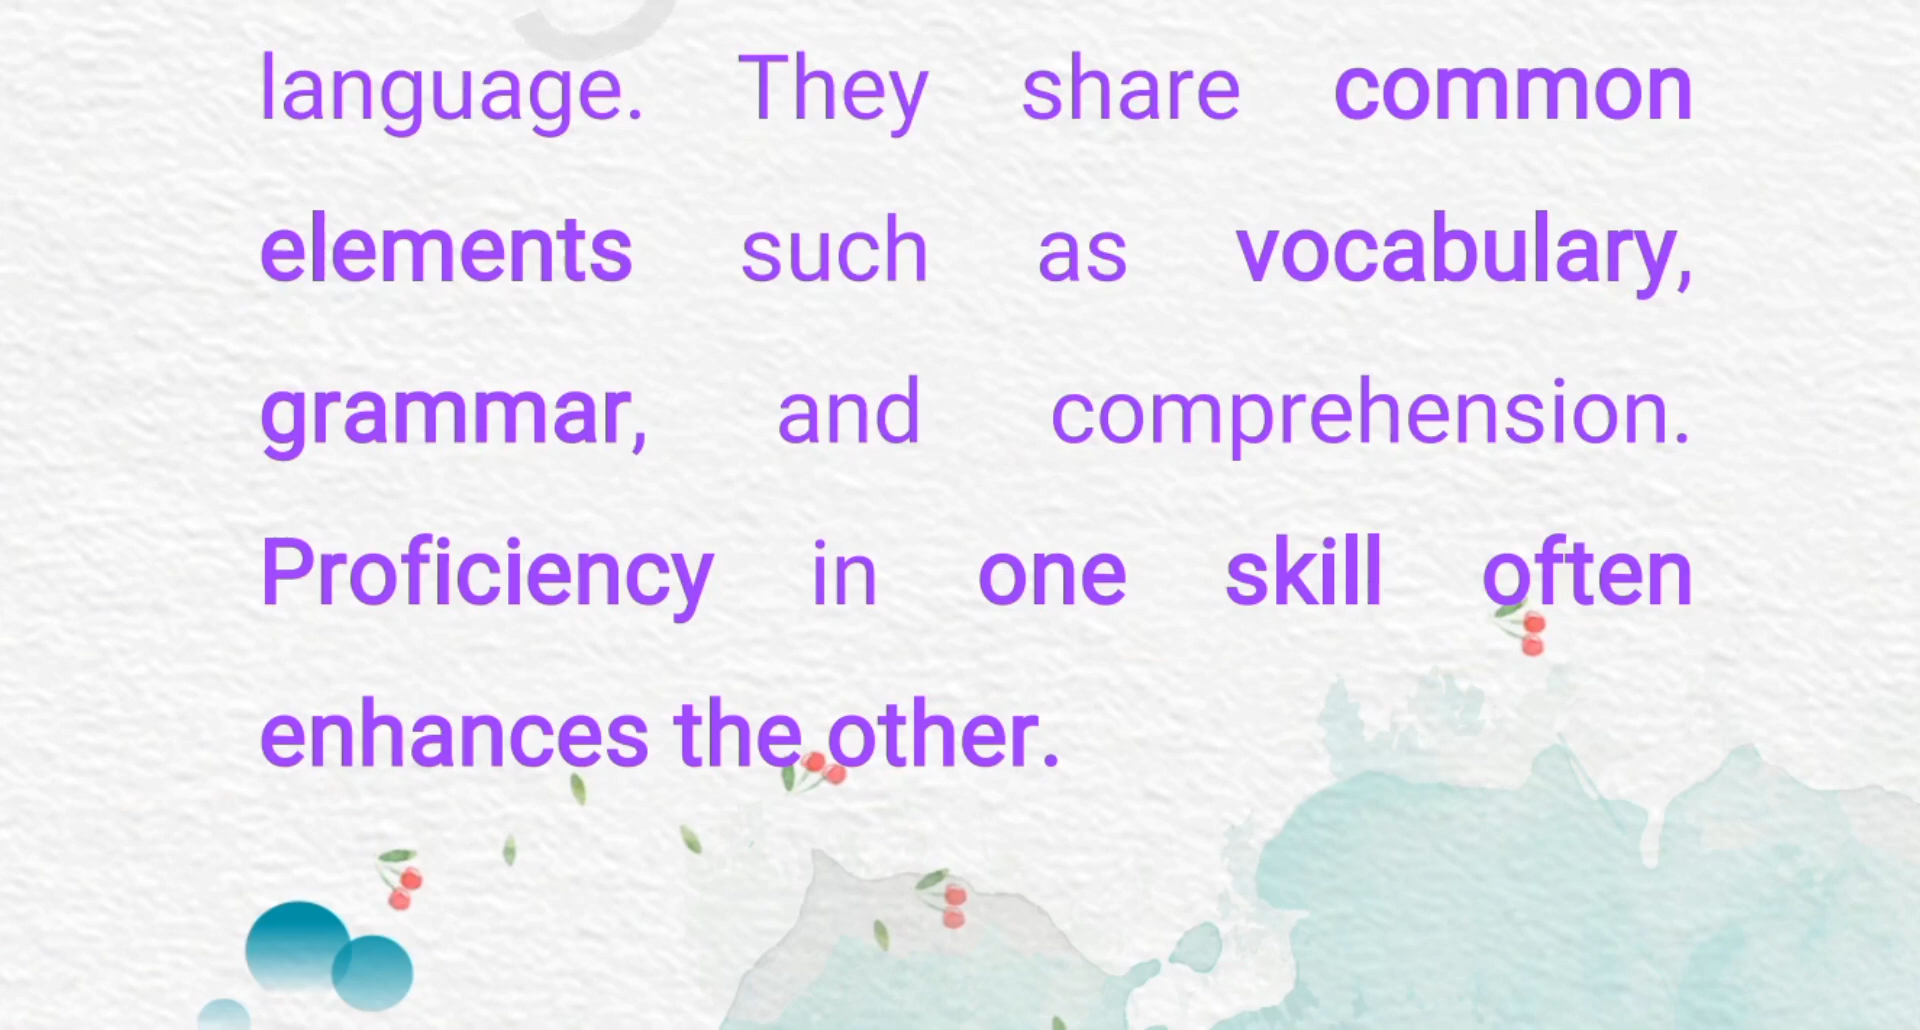 language. They share common
elements such as vocabulary,
grammar, and comprehension.
Proficiency in one skill often
enhances the other.